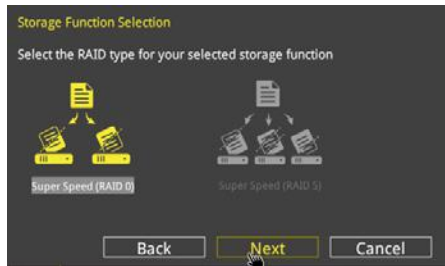 Storage Function Selection
Select the RAID type for your selected storage function
Super Speed (RAID 0)
Super Speed (RAID 5)
Back
Next
Cancel